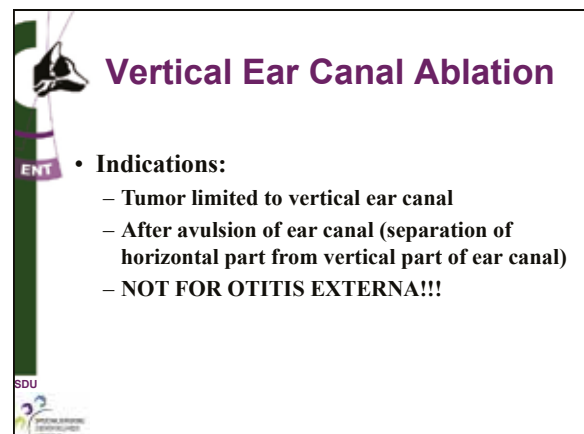 Vertical Ear Canal Ablation
ENT
• Indications:
– Tumor limited to vertical ear canal
– After avulsion of ear canal (separation of
horizontal part from vertical part of ear canal)
– NOT FOR OTITIS EXTERNA!!!
SDU